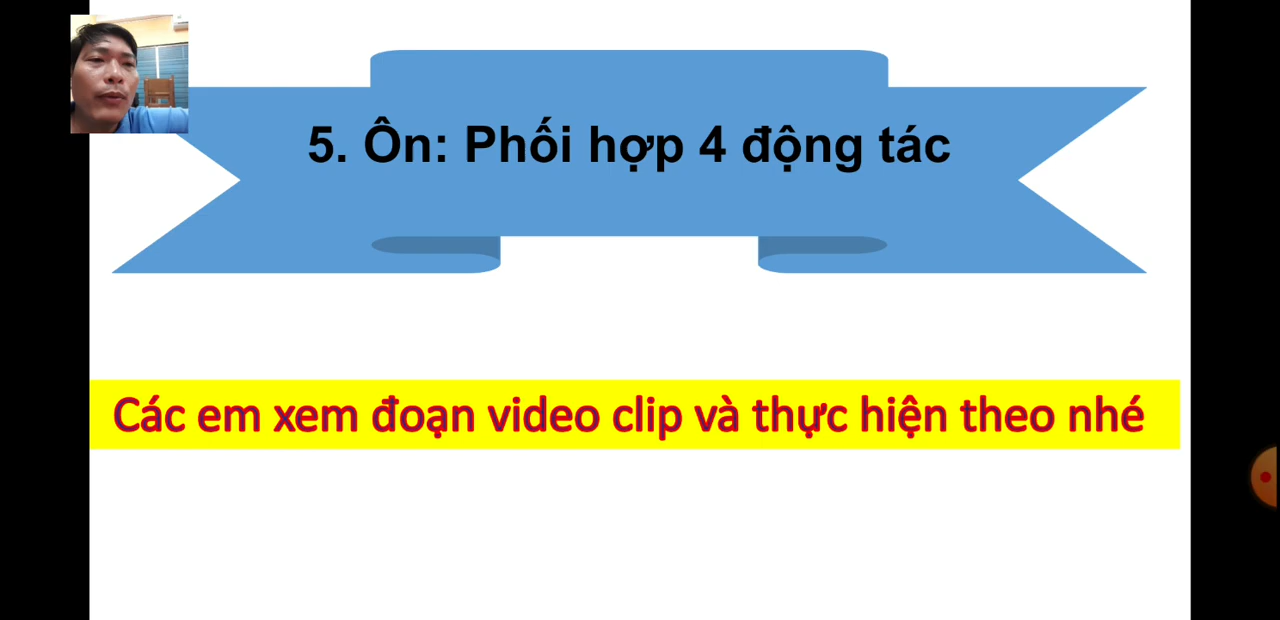 5. Ôn: Phối hợp 4 động tác
Các em xem đoạn video clip và thực hiện theo nhé